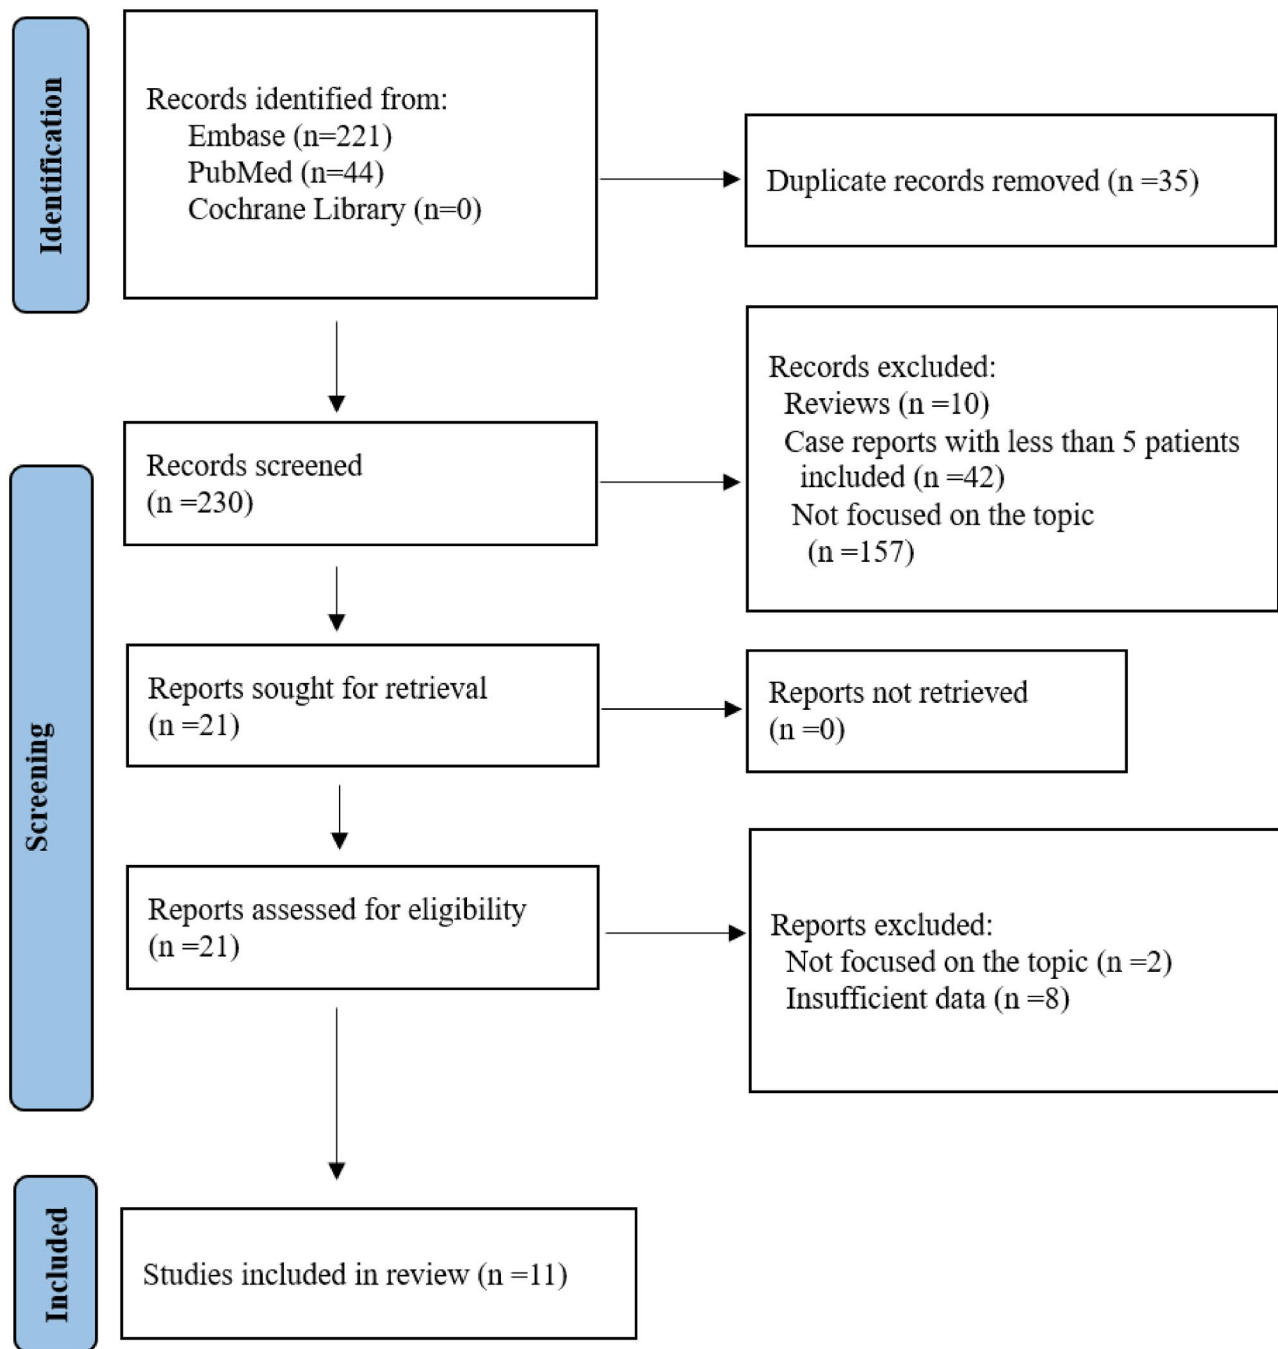 Identification
Records identified from:
Embase (n=221)
PubMed (n=44)
Cochrane Library (n=0)
Duplicate records removed (n =35)
Screening
Records screened
(n =230)
Records excluded:
Reviews (n =10)
Case reports with less than 5 patients
included (n =42)
Not focused on the topic
(n =157)
Reports sought for retrieval
(n =21)
Reports not retrieved
(n =0)
Reports assessed for eligibility
(n =21)
Reports excluded:
Not focused on the topic (n =2)
Insufficient data (n =8)
Included
Studies included in review (n =11)